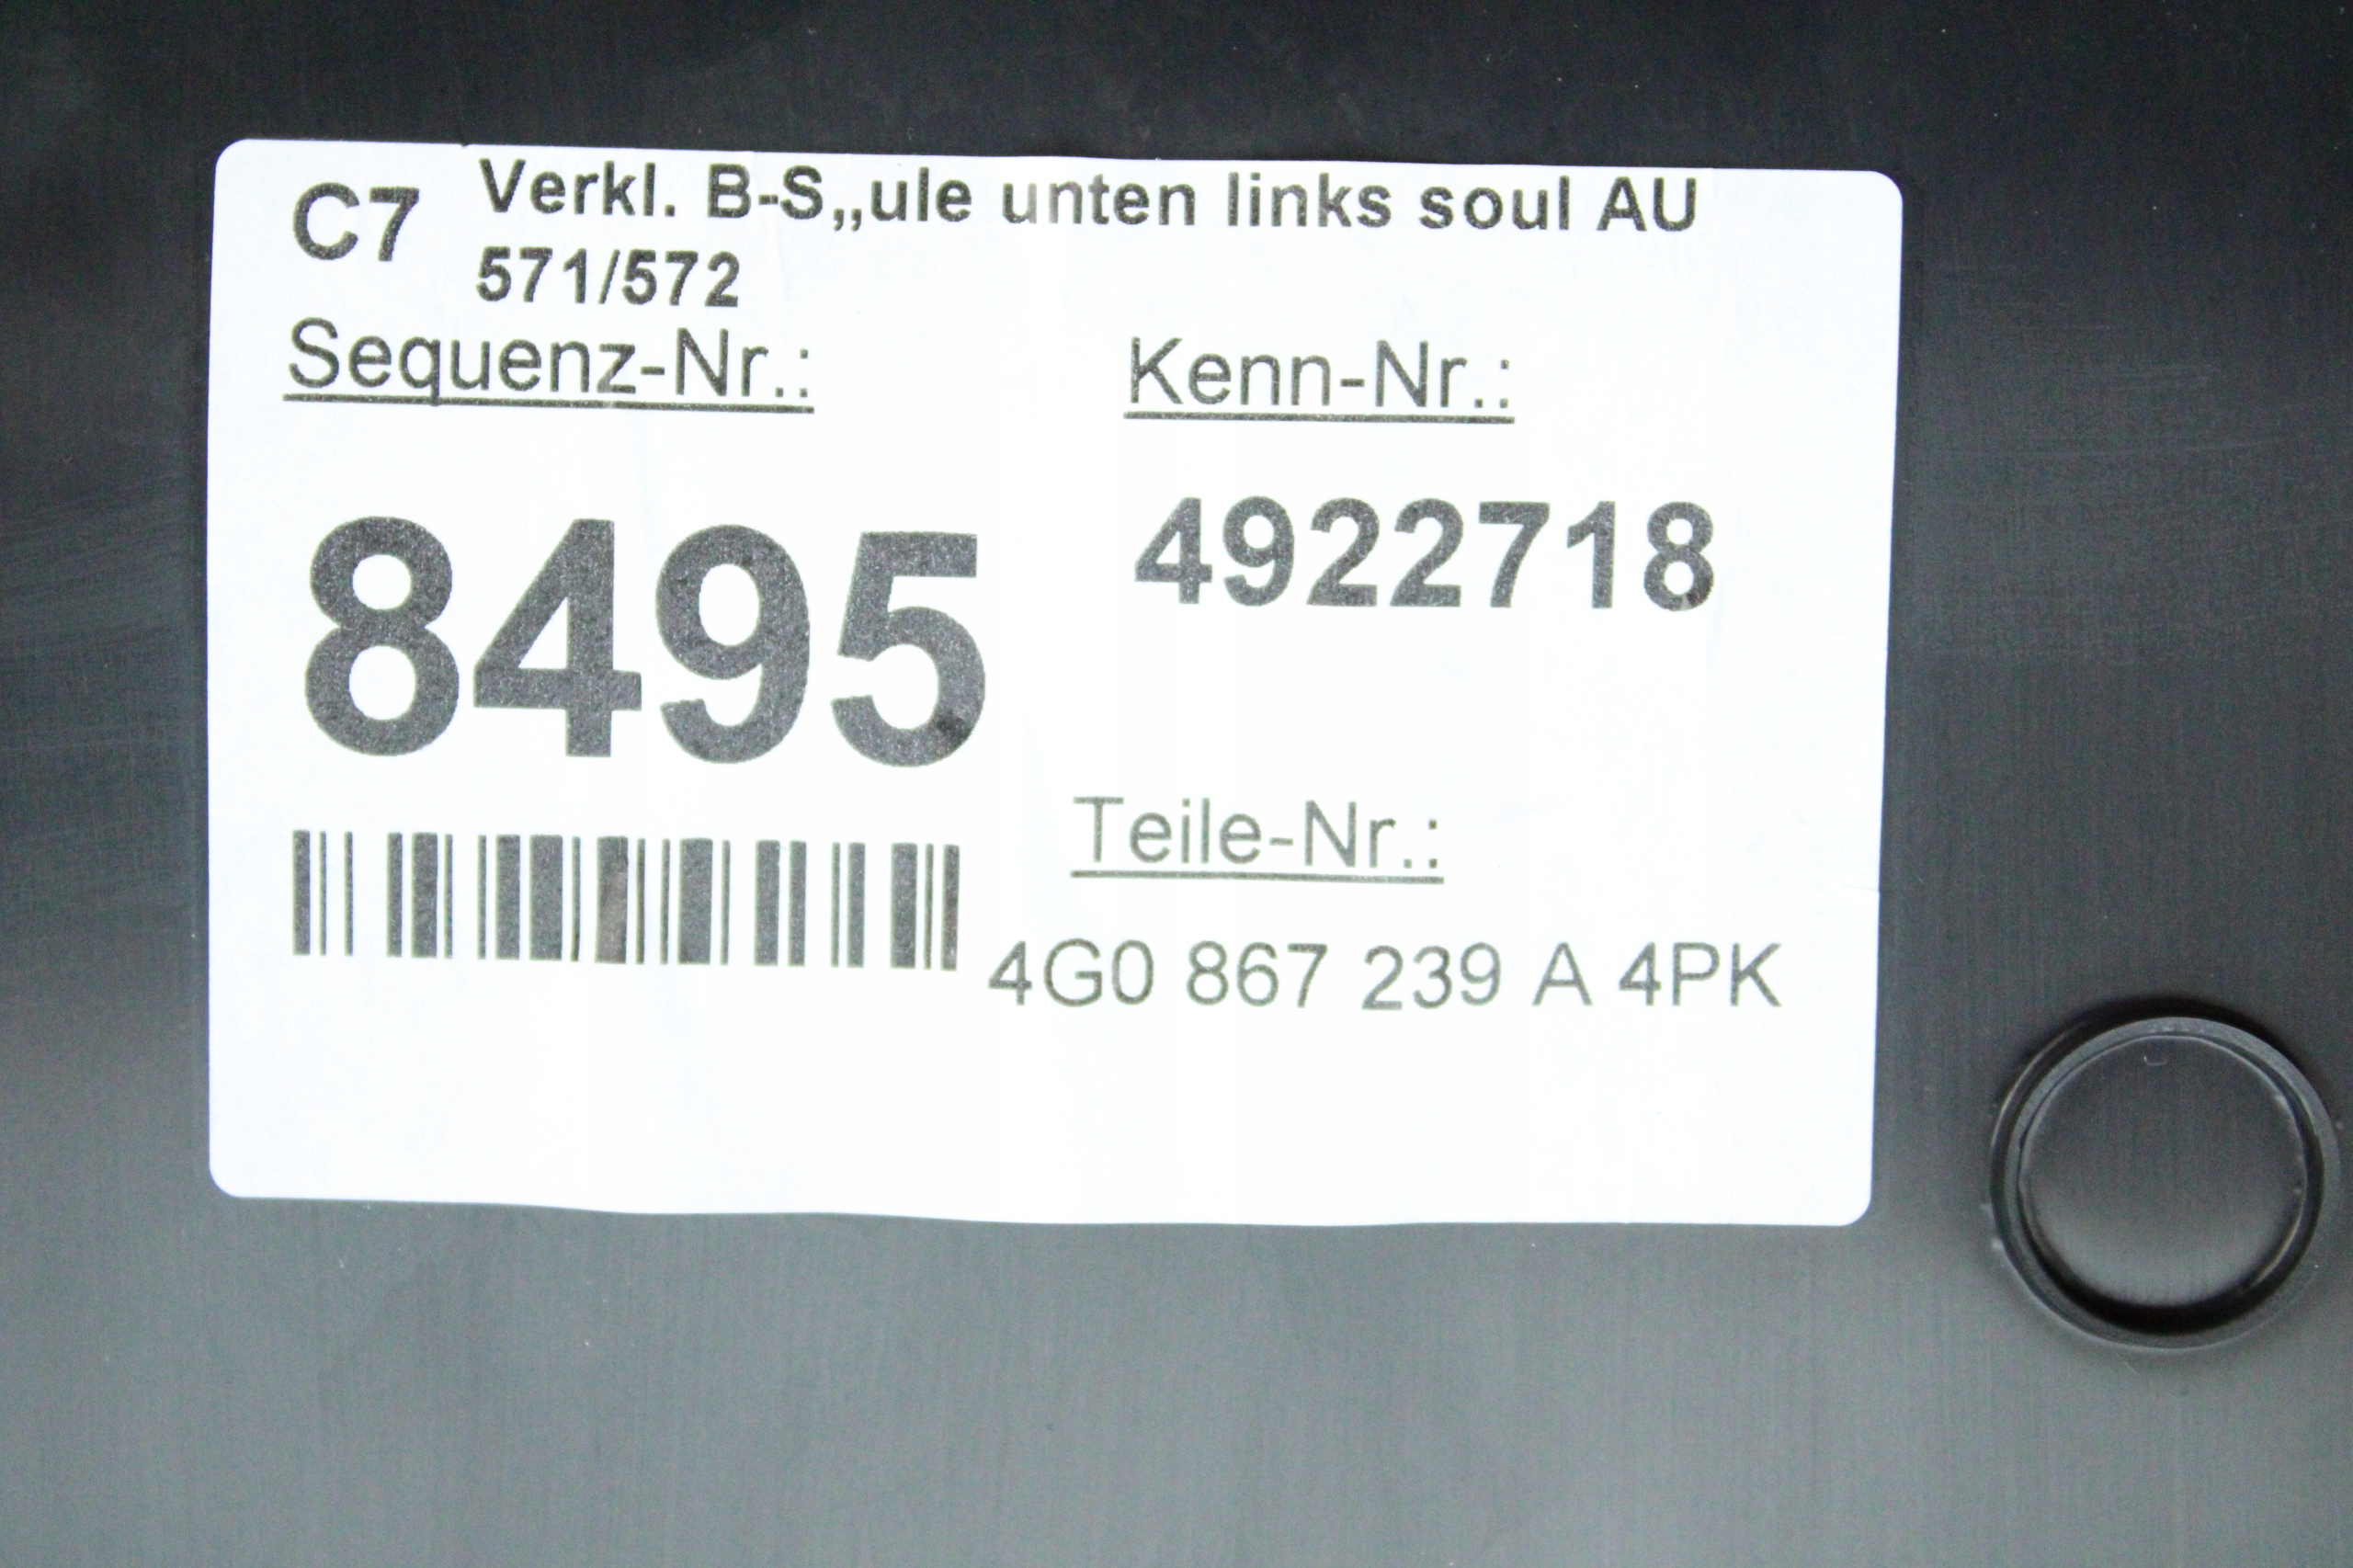 C7 Verkl. B-S„ule unten links soul AU
571/572
Sequenz-Nr.: Kenn-Nr.:
8495 4922718
Teile-Nr.:
4G0 867 239 A 4PK